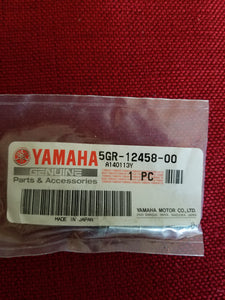 YAMAHA 5GR-12458-00
A140113Y
GENUINE
Parts & Accessories
1 PC
MADE IN JAPAN
YAMAHA MOTOR CO.,LTD.